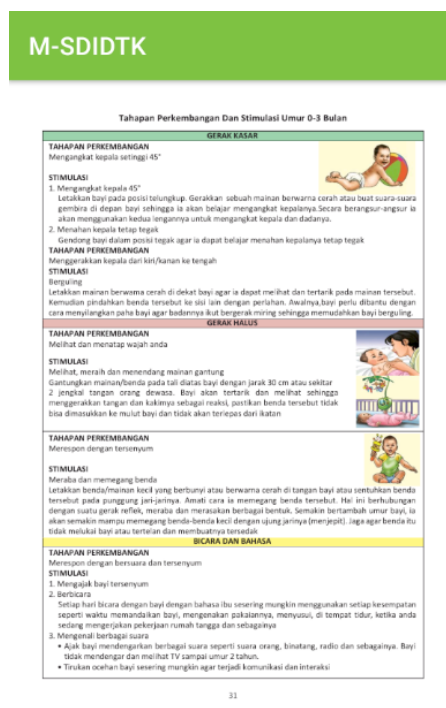 M-SDIDTK
Tahapan Perkembangan Dan Stimulasi Umur 0-3 Bulan
GERAK KASAR
TAHAPAN PERKEMBANGAN
Mengangkat kepala setinggi 45°
STIMULASI
1. Mengangkat kepala 45°
Letakkan bayi pada posisi telungkup. Gerakkan sebuah mainan berwarna cerah atau buat suara-suara
gembira di depan bayi sehingga ia akan belajar mengangkat kepalanya.Secara berangsur-angsur ia
akan menggunakan kedua lengannya untuk mengangkat kepala dan dadanya.
2. Menahan kepala tetap tegak
Gendong bayi dalam posisi tegak agar ia dapat belajar menahan kepalanya tetap tegak
TAHAPAN PERKEMBANGAN
Menggerakkan kepala dari kiri/kanan ke tengah
STIMULASI
Berguling
Letakkan mainan berwarna cerah di dekat bayi agar ia dapat melihat dan tertarik pada mainan tersebut.
Kemudian pindahkan benda tersebut ke sisi lain dengan perlahan. Awalnya,bayi perlu dibantu dengan
cara menyilangkan paha bayi agar badannya ikut bergerak miring sehingga memudahkan bayi berguling.
GERAK HALUS
TAHAPAN PERKEMBANGAN
Melihat dan menatap wajah anda
STIMULASI
Melihat, meraih dan menendang mainan gantung
Gantungkan mainan/benda pada tali diatas bayi dengan jarak 30 cm atau sekitar
2 jengkal tangan orang dewasa. Bayi akan tertarik dan melihat sehingga
menggerakkan tangan dan kakinya sebagai reaksi, pastikan benda tersebut tidak
bisa dimasukkan ke mulut bayi dan tidak akan terlepas dari ikatan
TAHAPAN PERKEMBANGAN
Merespon dengan tersenyum
STIMULASI
Meraba dan memegang benda
Letakkan benda/mainan kecil yang berbunyi atau berwarna cerah di tangan bayi atau sentuhkan benda
tersebut pada punggung jari-jarinya. Amati cara ia memegang benda tersebut. Hal ini berhubungan
dengan suatu gerak reflek, meraba dan merasakan berbagai bentuk. Semakin bertambah umur bayi, ia
akan semakin mampu memegang benda-benda kecil dengan ujung jarinya (menjepit). Jaga agar benda itu
tidak melukai bayi atau tertelan dan membuatnya tersedak
BICARA DAN BAHASA
TAHAPAN PERKEMBANGAN
Merespon dengan bersuara dan tersenyum
STIMULASI
1. Mengajak bayi tersenyum
2. Berbicara
Setiap hari bicara dengan bayi dengan bahasa ibu sesering mungkin menggunakan setiap kesempatan
seperti waktu memandikan bayi, mengenakan pakaiannya, menyusui, di tempat tidur, ketika anda
sedang mengerjakan pekerjaan rumah tangga dan sebagainya
3. Mengenali berbagai suara
• Ajak bayi mendengarkan berbagai suara seperti suara orang, binatang, radio dan sebagainya. Bayi
tidak mendengar dan melihat TV sampai umur 2 tahun.
• Tirukan ocehan bayi sesering mungkin agar terjadi komunikasi dan interaksi
31